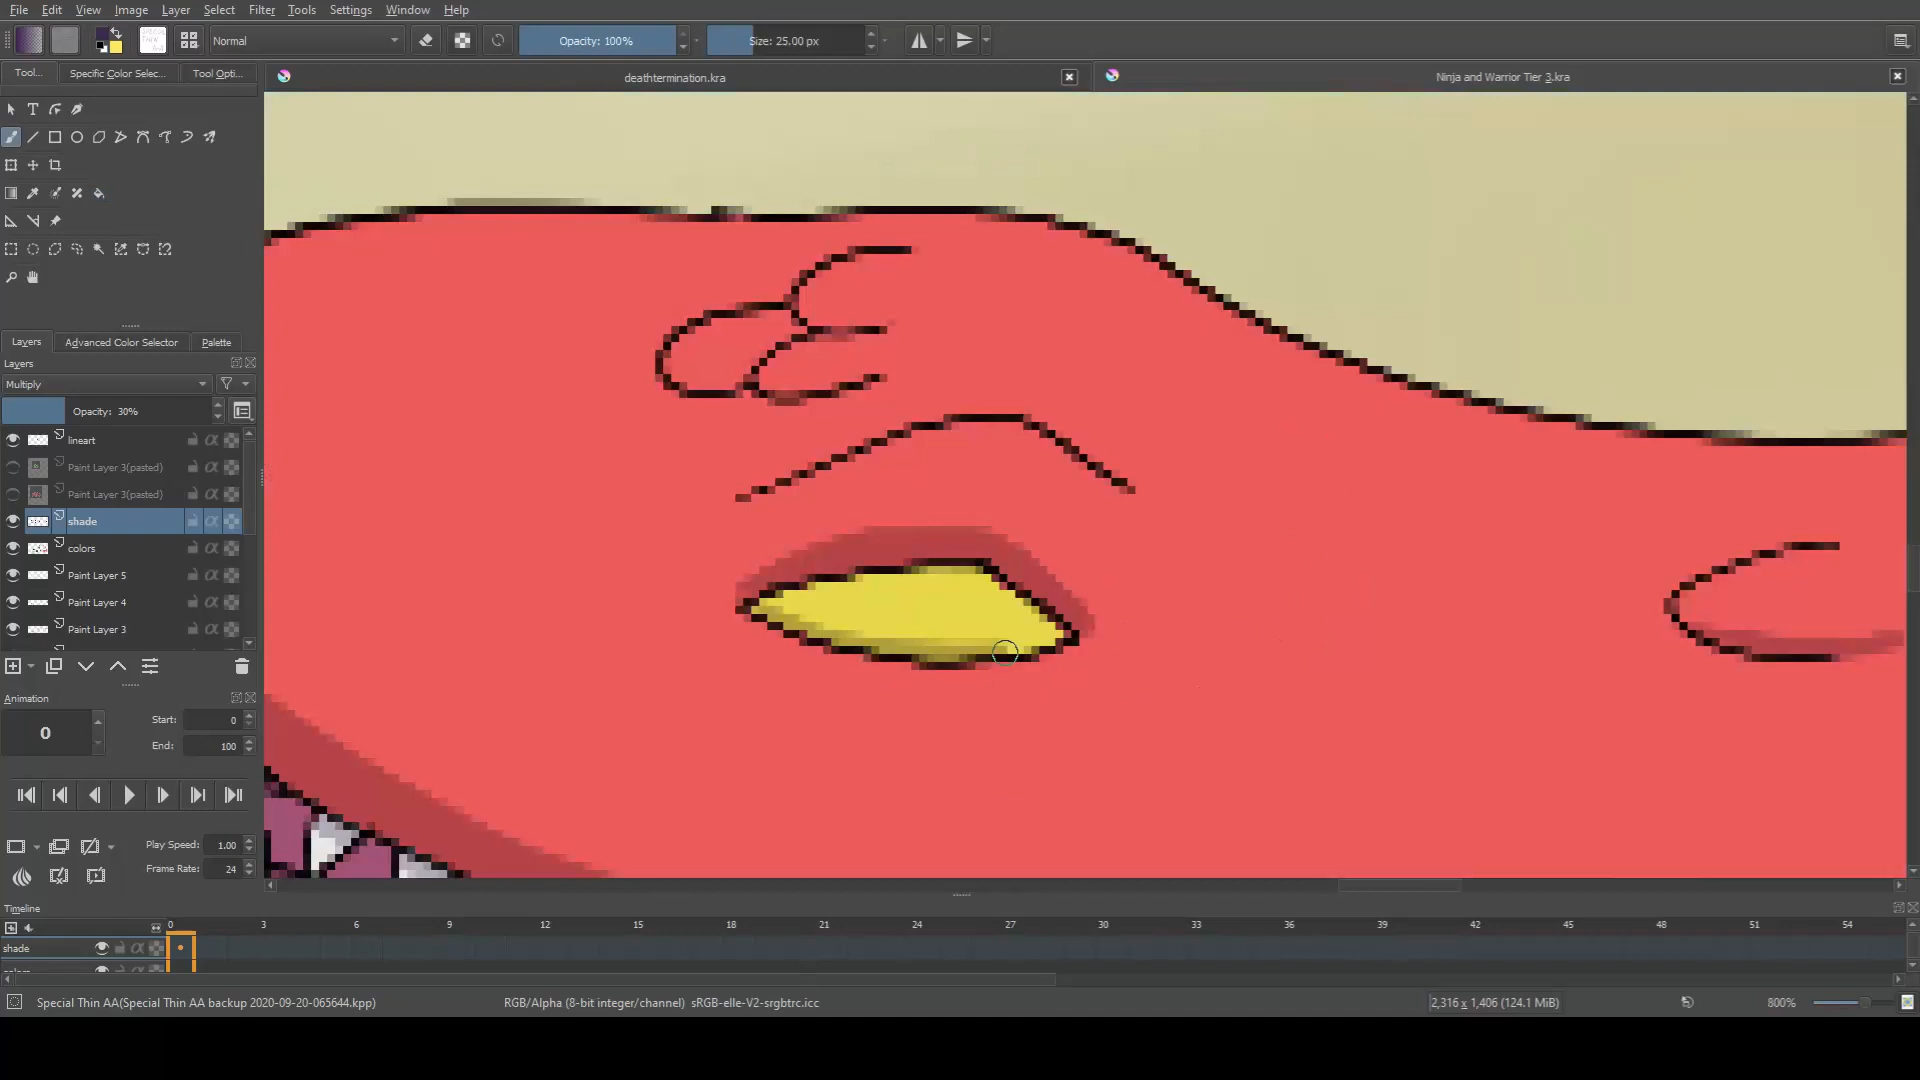 File Edit View Image Layer Select Filter Tools Settings Window Help
Normal Opacity: 100% Size: 25.00 px
Tool... Specific Color Selec... Tool Opti...
deathtermination.kra Ninja and Warrior Tier 3.kra
Layers Advanced Color Selector Palette
Layers
Multiply
Opacity: 30%
lineart
Paint Layer 3(pasted)
Paint Layer 3(pasted)
shade
colors
Paint Layer 5
Paint Layer 4
Paint Layer 3
Animation
0 Start: 0
End: 100
Play Speed: 1.00
Frame Rate: 24
Timeline
0 3 6 9 12 15 18 21 24 27 30 33 36 39 42 45 48 51 54
shade
Special Thin AA(Special Thin AA backup 2020-09-20-065644.kpp) RGB/Alpha (8-bit integer/channel) sRGB-elle-V2-srgbtrc.icc 2,316 x 1,406 (124.1 MiB) 800%